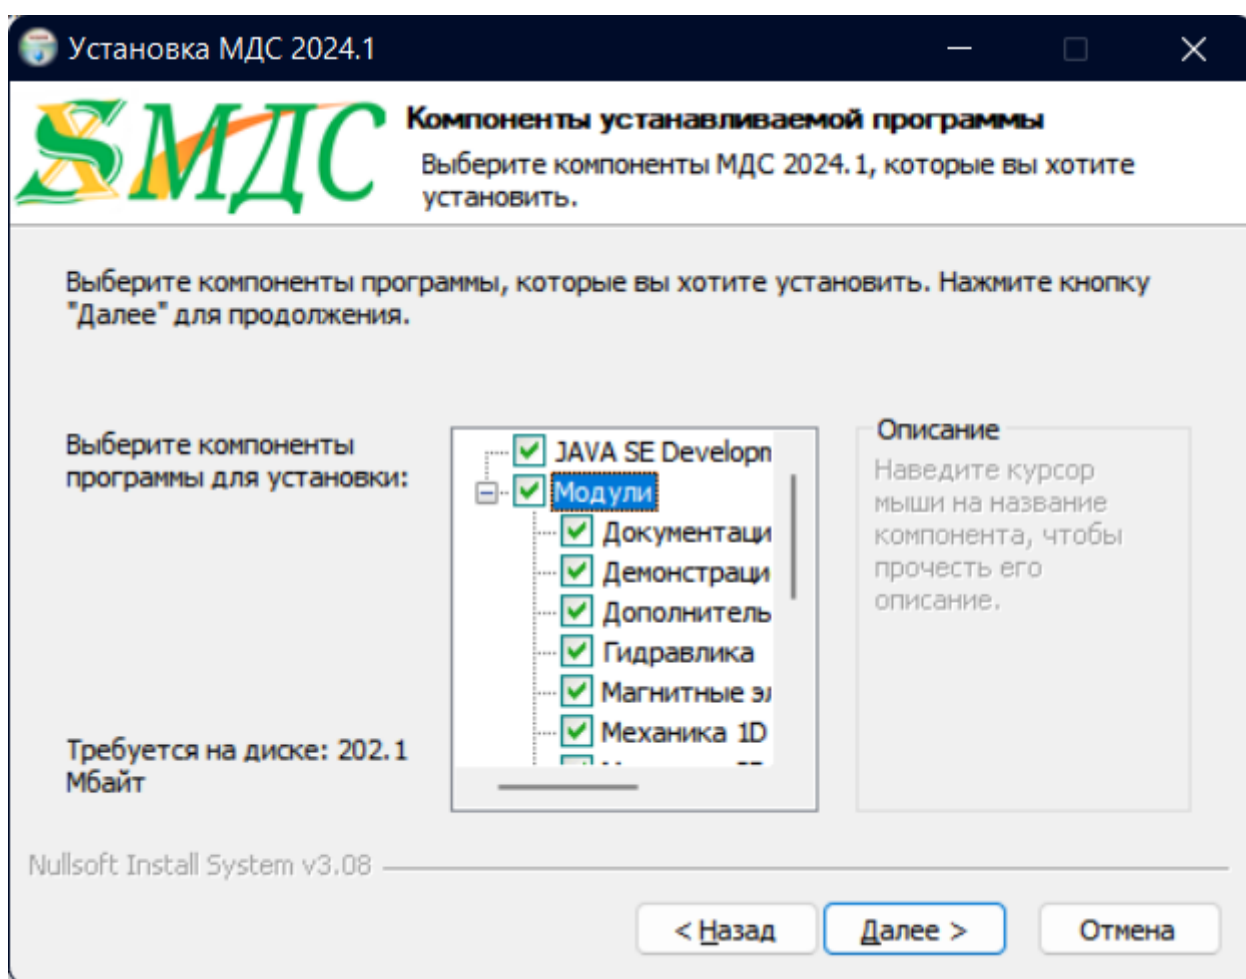 Установка МДС 2024.1
SMДС
Компоненты устанавливаемой программы
Выберите компоненты МДС 2024.1, которые вы хотите
установить.
Выберите компоненты программы, которые вы хотите установить. Нажмите кнопку
"Далее" для продолжения.
Выберите компоненты
программы для установки:
JAVA SE Developm
Модули
Документаци
Демонстраци
Дополнитель
Гидравлика
Магнитные эл
Механика 1D
Описание
Наведите курсор
мыши на название
компонента, чтобы
прочесть его
описание.
Требуется на диске: 202.1
Мбайт
Nullsoft Install System v3.08
< Назад
Далее >
Отмена